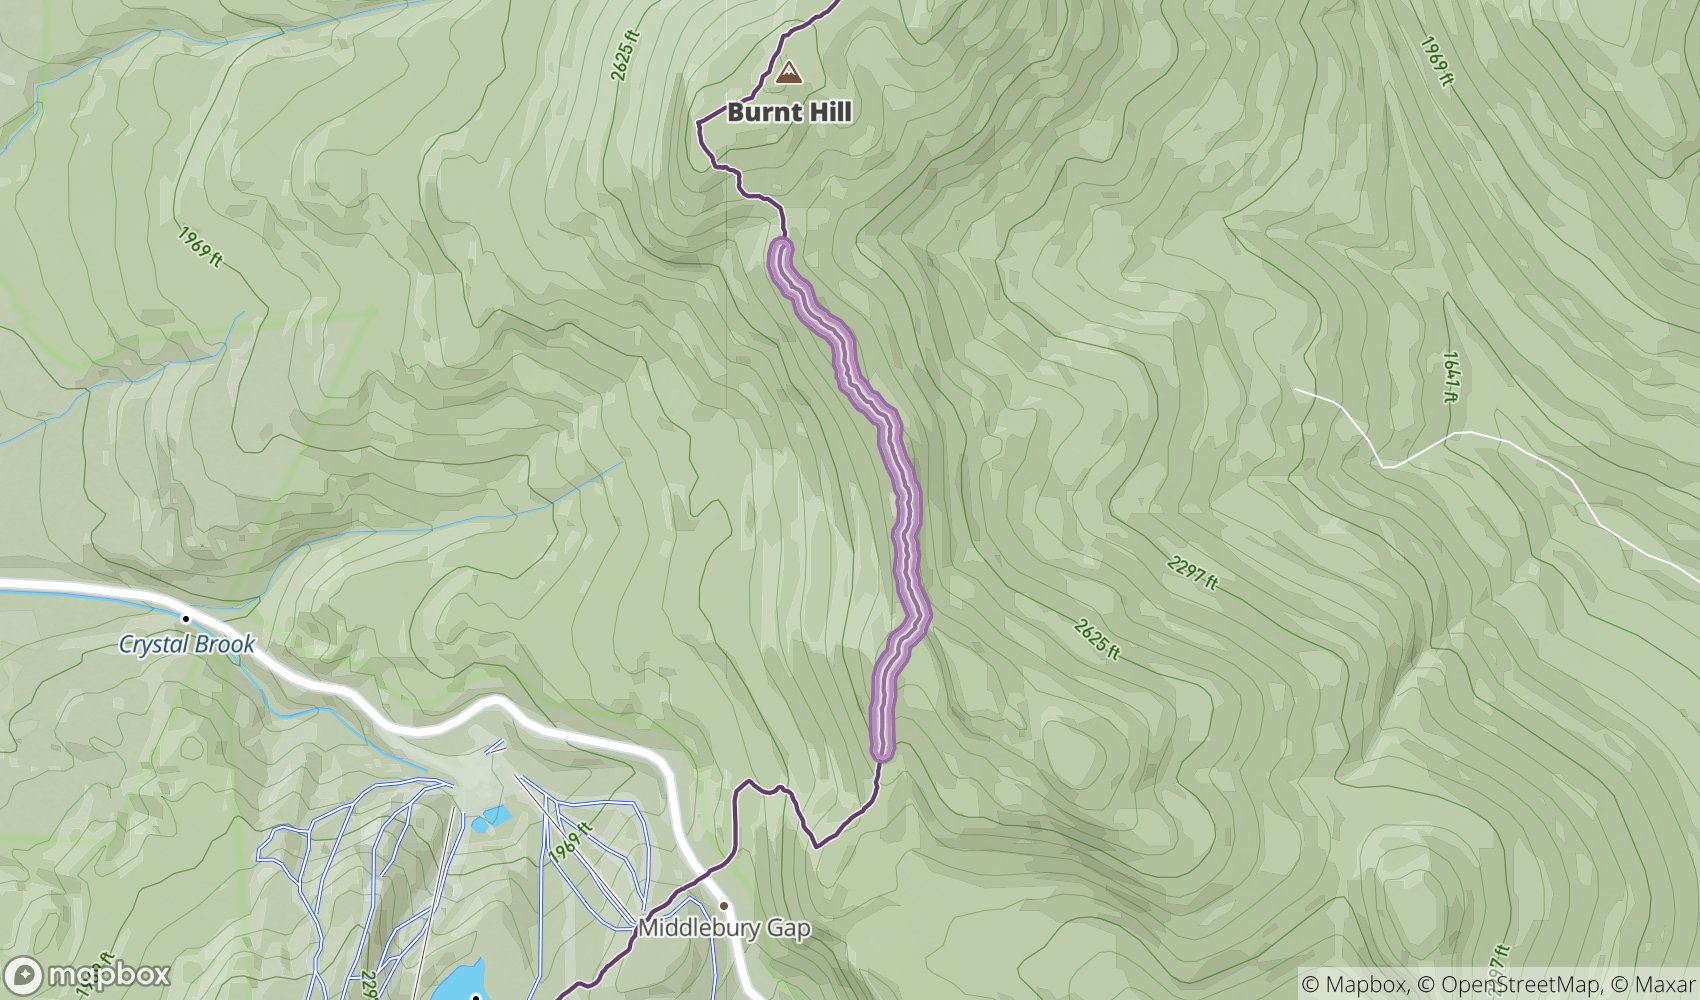 2625 ft
1969 ft
Burnt Hill
1969 ft
1641 ft
2297 ft
2625 ft
Crystal Brook
1969 ft
Middlebury Gap
mapbox
© Mapbox, © OpenStreetMap, © Maxar